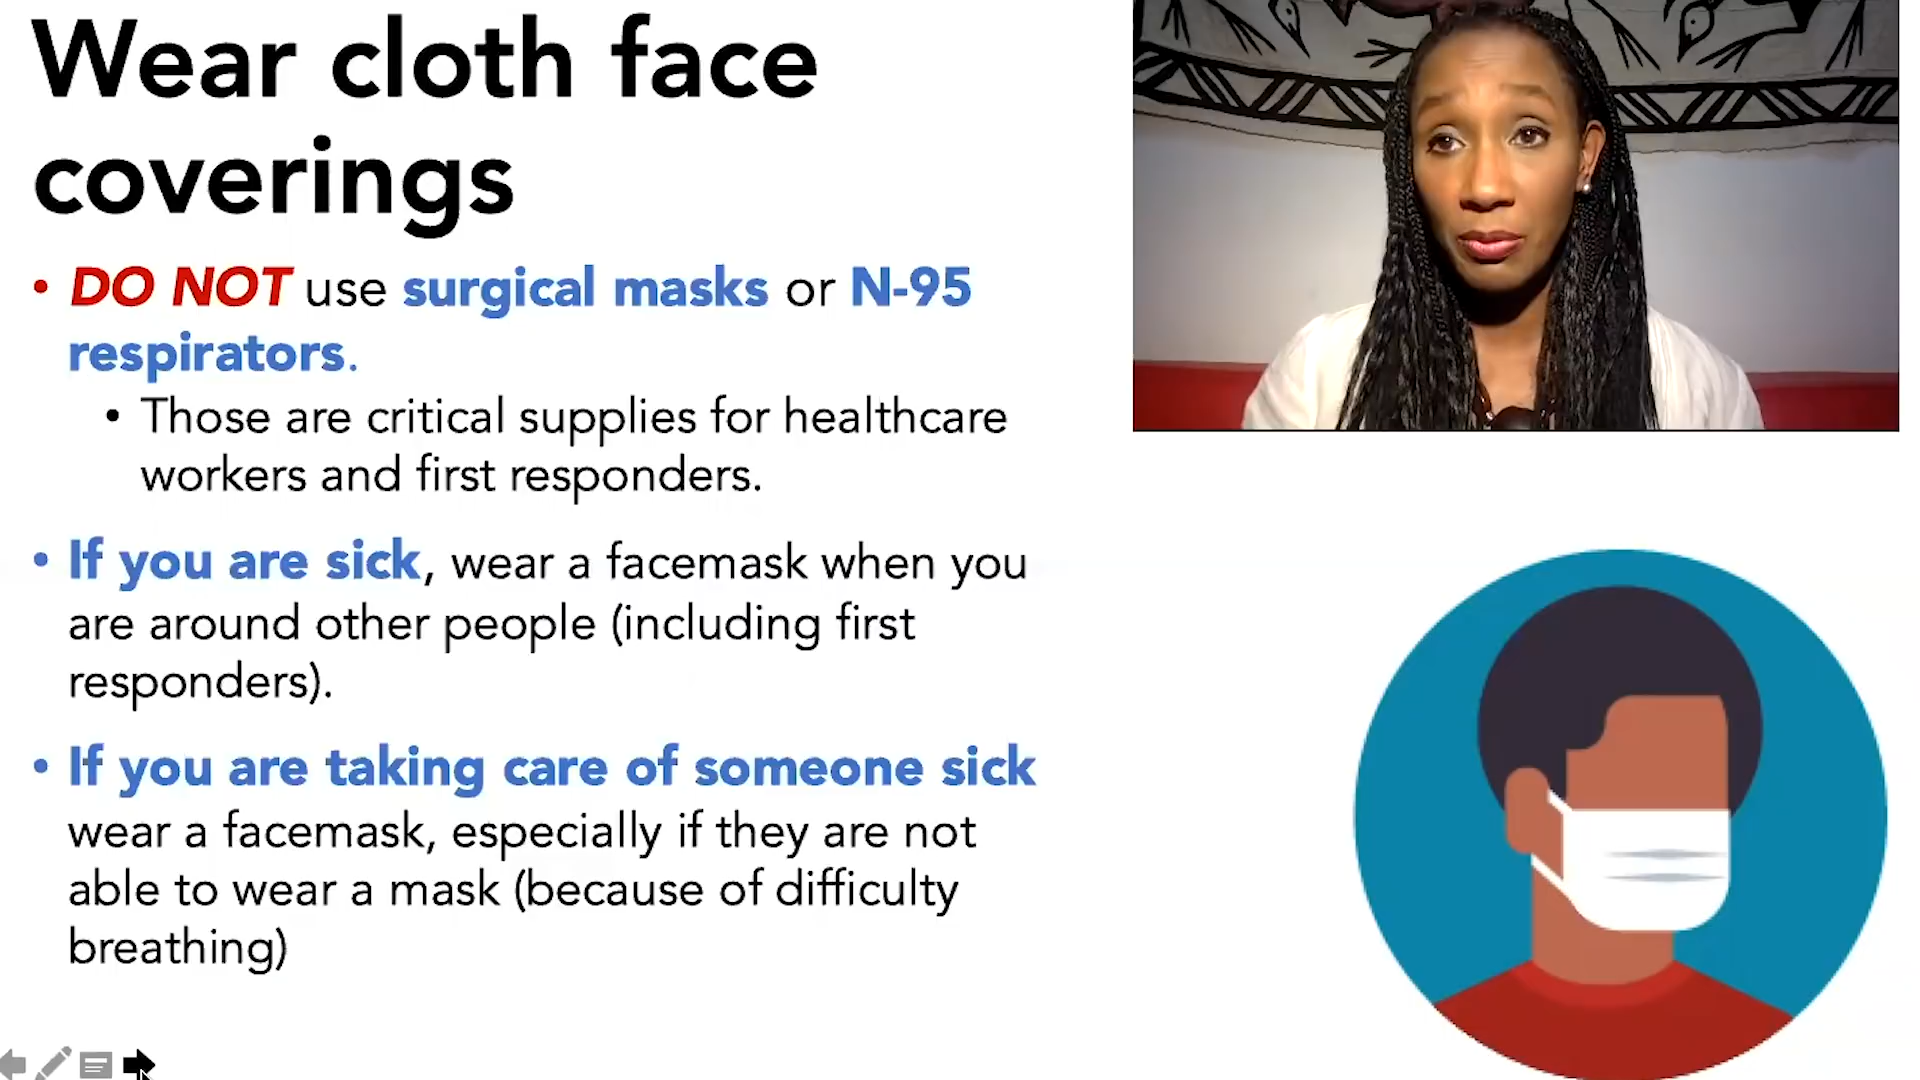 Wear cloth face
coverings
• DO NOT use surgical masks or N-95
respirators.
• Those are critical supplies for healthcare
workers and first responders.
• If you are sick, wear a facemask when you
are around other people (including first
responders).
• If you are taking care of someone sick
wear a facemask, especially if they are not
able to wear a mask (because of difficulty
breathing)